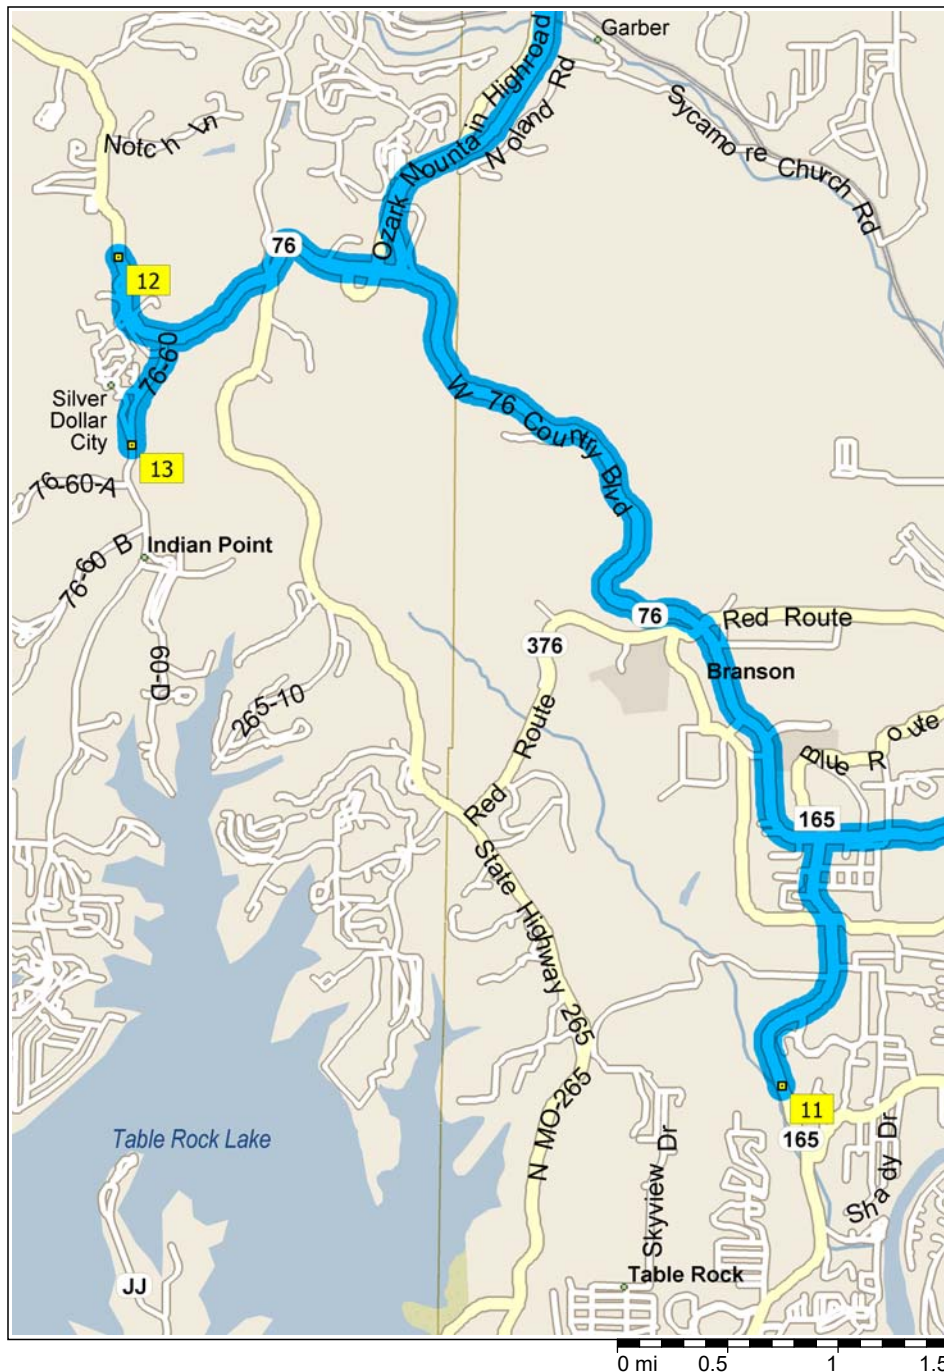 Garber
Ozark Mountain Highroad
Noland Rd
Sycamore Church Rd
Notch Ln
76
12
76-60
Silver
Dollar
City
13
W 76 Country Blvd
76-60-A
76-60 B
Indian Point
60-D
265-10
76
Red Route
376
Branson
Red Route
Blue Route
165
State Highway 265
N MO-265
11
165
Shady Dr
Skyview Dr
Table Rock Lake
JJ
Table Rock
0 mi 0.5 1 1.5